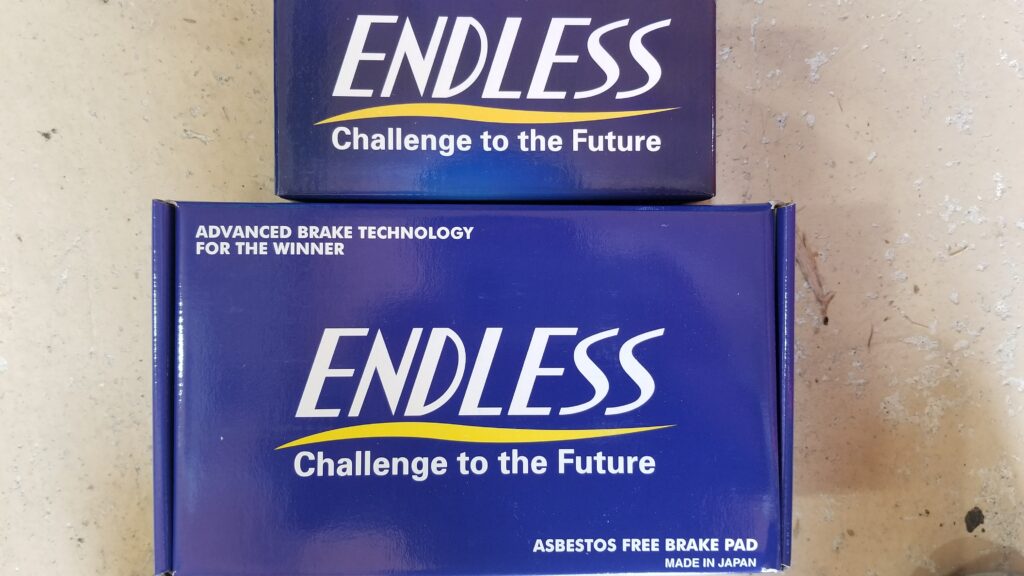 ENDLESS
Challenge to the Future
ADVANCED BRAKE TECHNOLOGY
FOR THE WINNER
ENDLESS
Challenge to the Future
ASBESTOS FREE BRAKE PAD
MADE IN JAPAN